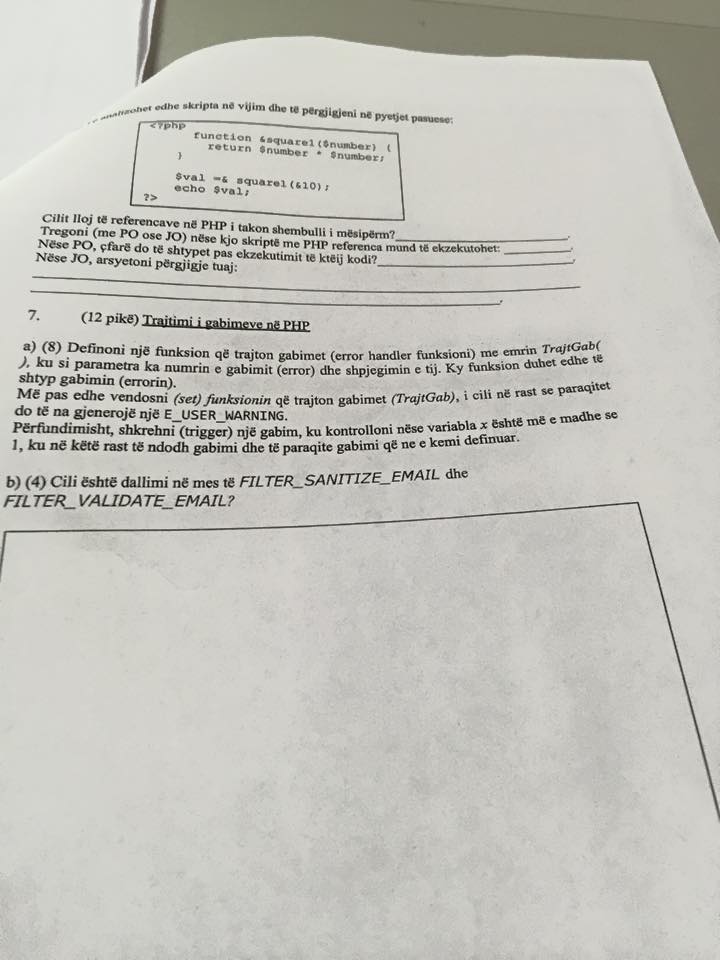 analizohet edhe skripta në vijim dhe të përgjigjeni në pyetjet pasuese:
<?php
function &square1($number) {
return $number * $number;
}
$val =& square1(&10);
echo $val;
?>
Cilit lloj të referencave në PHP i takon shembulli i mësipërm?_______________.
Tregoni (me PO ose JO) nëse kjo skriptë me PHP referenca mund të ekzekutohet: _______.
Nëse PO, çfarë do të shtypet pas ekzekutimit të ktëij kodi?_______________.
Nëse JO, arsyetoni përgjigje tuaj:
7. (12 pikë) Trajtimi i gabimeve në PHP
a) (8) Definoni një funksion që trajton gabimet (error handler funksioni) me emrin TrajtGab(
), ku si parametra ka numrin e gabimit (error) dhe shpjegimin e tij. Ky funksion duhet edhe të
shtyp gabimin (errorin).
Më pas edhe vendosni (set) funksionin që trajton gabimet (TrajtGab), i cili në rast se paraqitet
do të na gjenerojë një E_USER_WARNING.
Përfundimisht, shkrehni (trigger) një gabim, ku kontrolloni nëse variabla x është më e madhe se
1, ku në këtë rast të ndodh gabimi dhe të paraqite gabimi që ne e kemi definuar.
b) (4) Cili është dallimi në mes të FILTER_SANITIZE_EMAIL dhe
FILTER_VALIDATE_EMAIL?